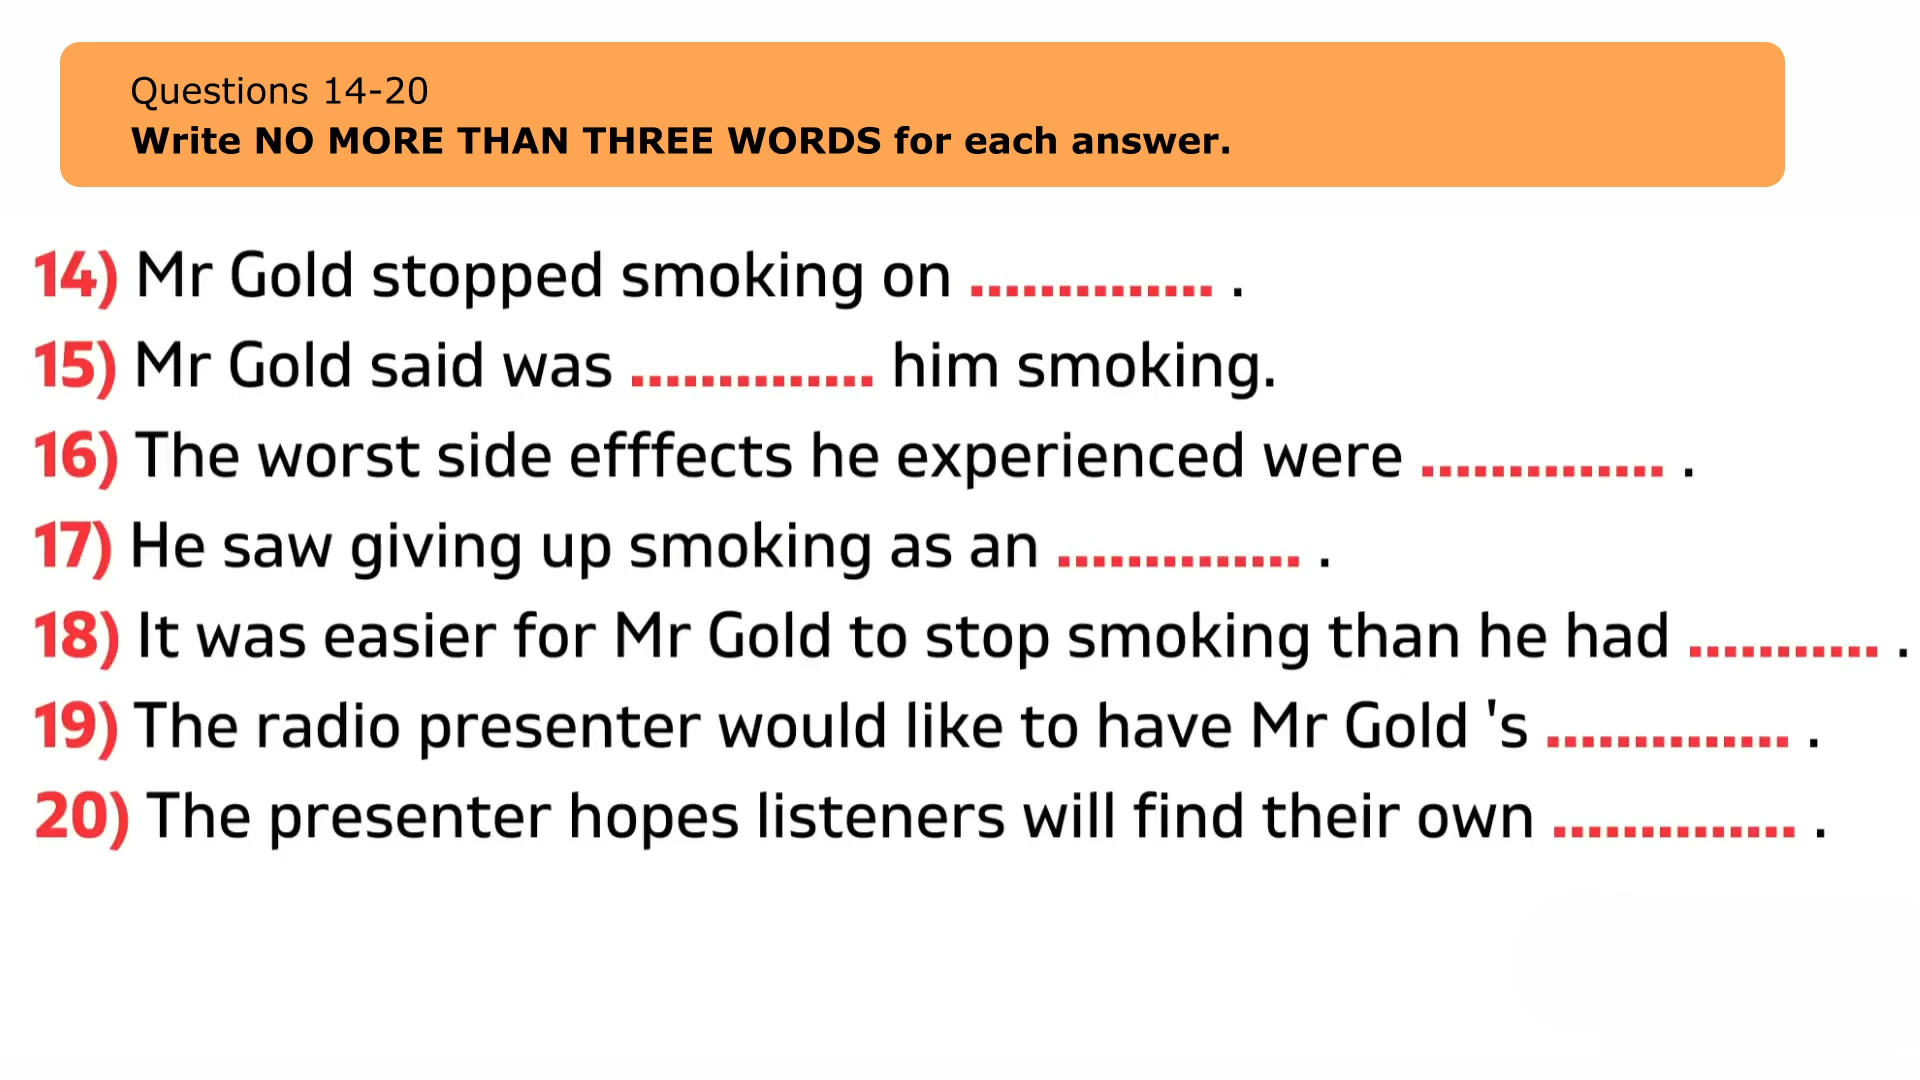 Questions 14-20
Write NO MORE THAN THREE WORDS for each answer.
14) Mr Gold stopped smoking on .............. .
15) Mr Gold said was .............. him smoking.
16) The worst side efffects he experienced were .............. .
17) He saw giving up smoking as an .............. .
18) It was easier for Mr Gold to stop smoking than he had ........... .
19) The radio presenter would like to have Mr Gold 's .............. .
20) The presenter hopes listeners will find their own .............. .